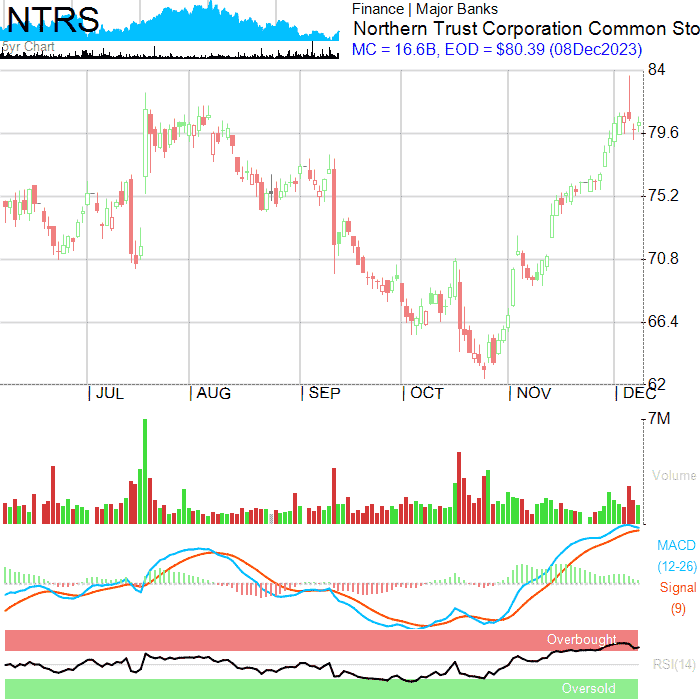 NTRS
5yr Chart
Finance | Major Banks
Northern Trust Corporation Common Sto
MC = 16.6B, EOD = $80.39 (08Dec2023)
84
79.6
75.2
70.8
66.4
62
JUL AUG SEP OCT NOV DEC
7M
Volume
MACD
(12-26)
Signal
(9)
Overbought
RSI(14)
Oversold